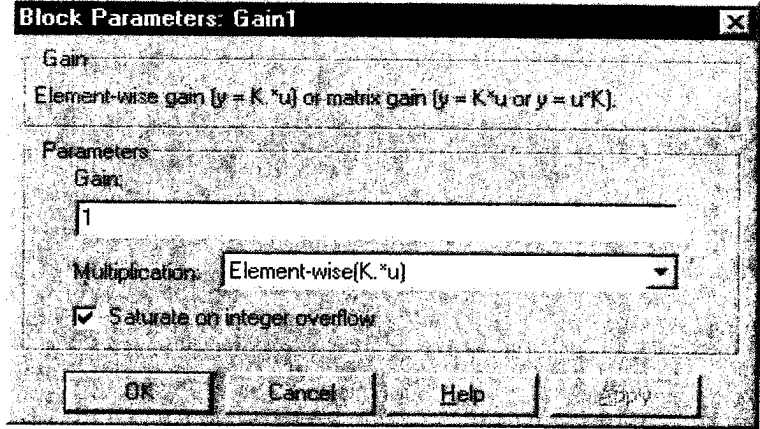 Block Parameters: Gain1
Gain
Element-wise gain (y = K.*u) or matrix gain (y = K*u or y = u*K).
Parameters
Gain:
1
Multiplication: Element-wise(K.*u)
Saturate on integer overflow
OK Cancel Help Apply